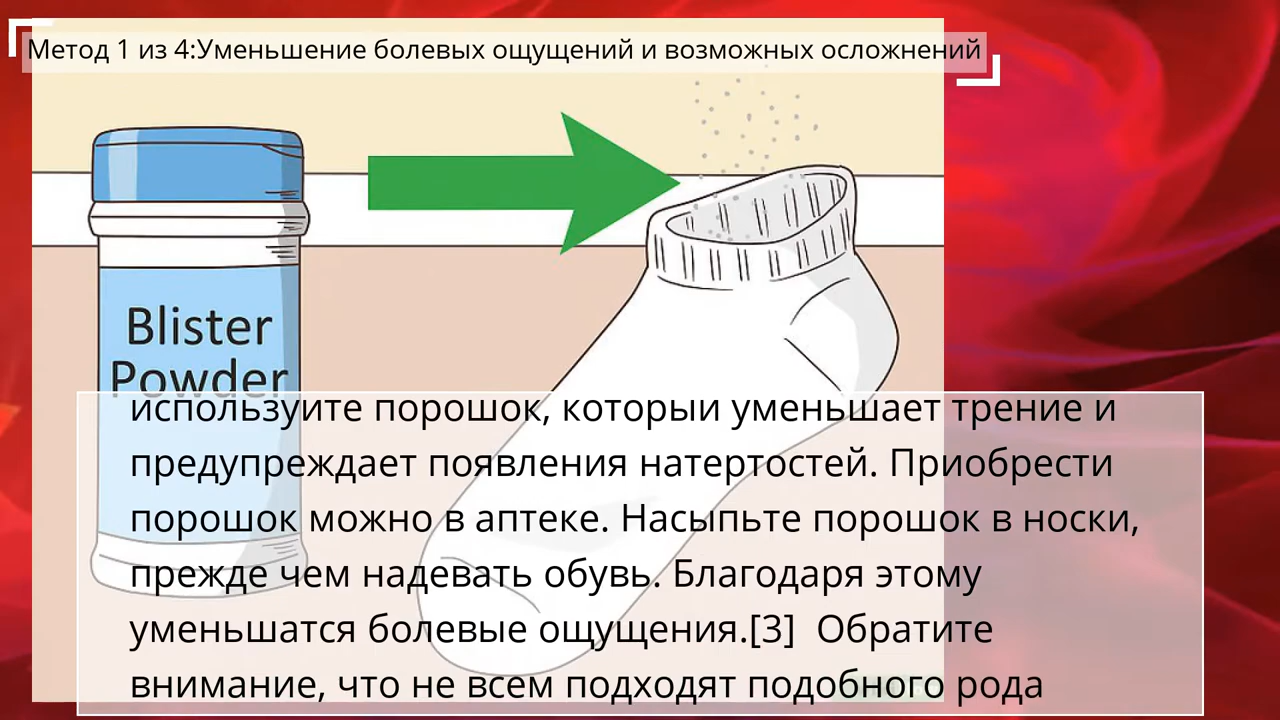 Метод 1 из 4:Уменьшение болевых ощущений и возможных осложнений
Blister
Powder
используйте порошок, который уменьшает трение и
предупреждает появления натертостей. Приобрести
порошок можно в аптеке. Насыпьте порошок в носки,
прежде чем надевать обувь. Благодаря этому
уменьшатся болевые ощущения.[3]  Обратите
внимание, что не всем подходят подобного рода